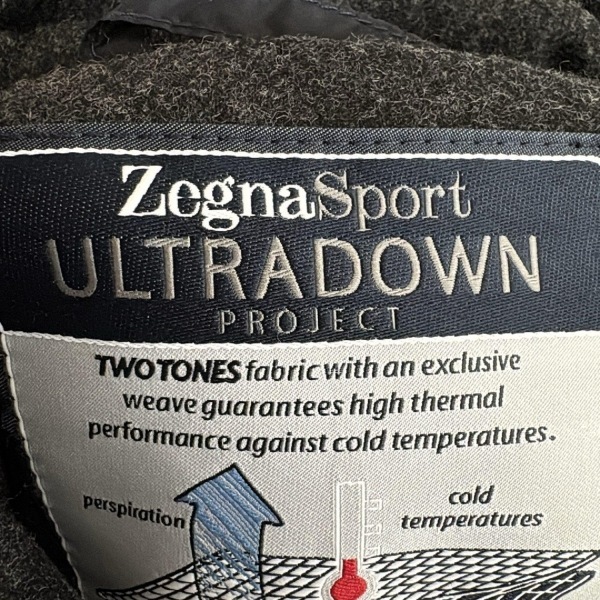 ZegnaSport
ULTRADOWN
PROJECT
TWOTONES fabric with an exclusive
weave guarantees high thermal
performance against cold temperatures.
perspiration
cold
temperatures